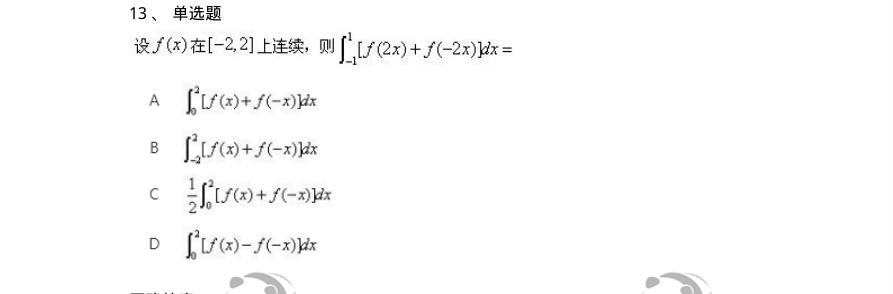 13 、 单选题
设 f(x) 在 [−2,2] 上连续，则 ∫_{−1}^{1}[f(2x)+f(−2x)]dx =
A ∫_{0}^{2}[f(x)+f(−x)]dx
B ∫_{−2}^{2}[f(x)+f(−x)]dx
C \frac{1}{2}∫_{0}^{2}[f(x)+f(−x)]dx
D ∫_{0}^{2}[f(x)−f(−x)]dx